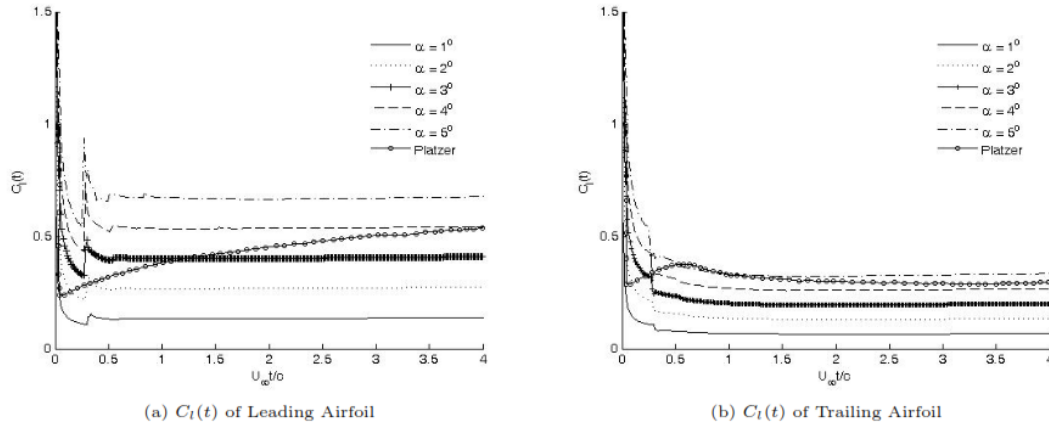 1.5
1
0.5
0
C_l(t)
α = 1°
α = 2°
α = 3°
α = 4°
α = 5°
Platzer
0 0.5 1 1.5 2 2.5 3 3.5 4
U_∞t/c
(a) C_l(t) of Leading Airfoil
1.5
1
0.5
0
C_l(t)
α = 1°
α = 2°
α = 3°
α = 4°
α = 5°
Platzer
0 0.5 1 1.5 2 2.5 3 3.5 4
U_∞t/c
(b) C_l(t) of Trailing Airfoil